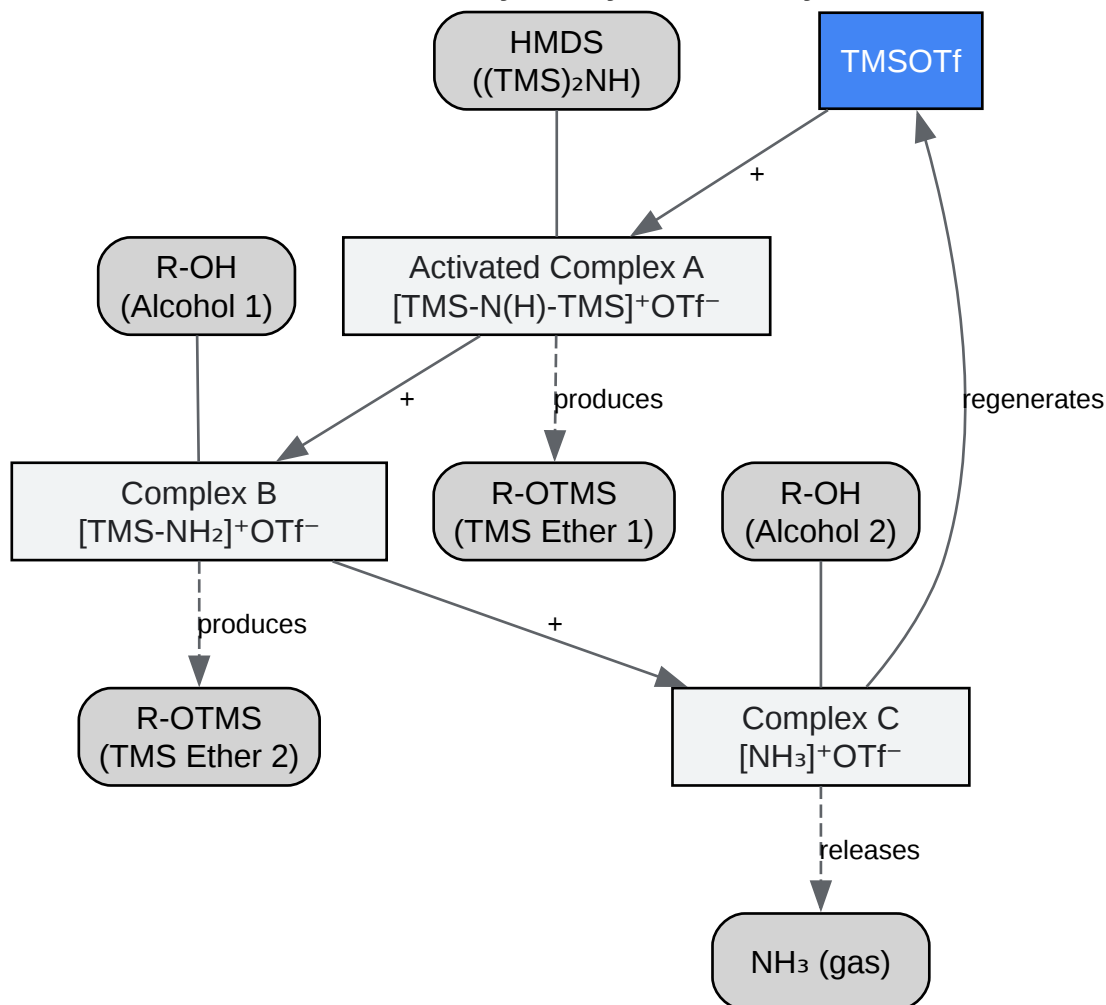 HMDS
((TMS)₂NH)
TMSOTf
+
R-OH
(Alcohol 1)
Activated Complex A
[TMS-N(H)-TMS]⁺OTf⁻
+
produces
regenerates
Complex B
[TMS-NH₂]⁺OTf⁻
R-OTMS
(TMS Ether 1)
R-OH
(Alcohol 2)
produces
+
R-OTMS
(TMS Ether 2)
Complex C
[NH₃]⁺OTf⁻
releases
NH₃ (gas)